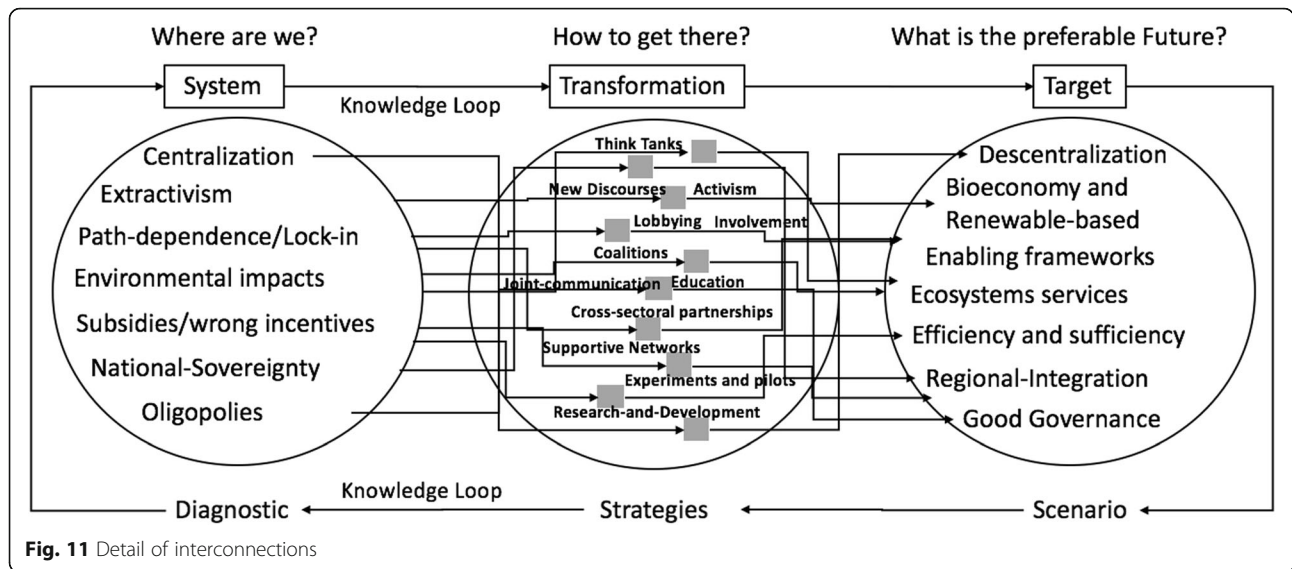 Where are we?
How to get there?
What is the preferable Future?
System
Knowledge Loop
Transformation
Target
Centralization
Extractivism
Path-dependence/Lock-in
Environmental impacts
Subsidies/wrong incentives
National-Sovereignty
Oligopolies
Think Tanks
New Discourses
Activism
Lobbying
Involvement
Coalitions
Joint-communication
Education
Cross-sectoral partnerships
Supportive Networks
Experiments and pilots
Research-and-Development
Descentralization
Bioeconomy and
Renewable-based
Enabling frameworks
Ecosystems services
Efficiency and sufficiency
Regional-Integration
Good Governance
Diagnostic
Knowledge Loop
Strategies
Scenario
Fig. 11 Detail of interconnections